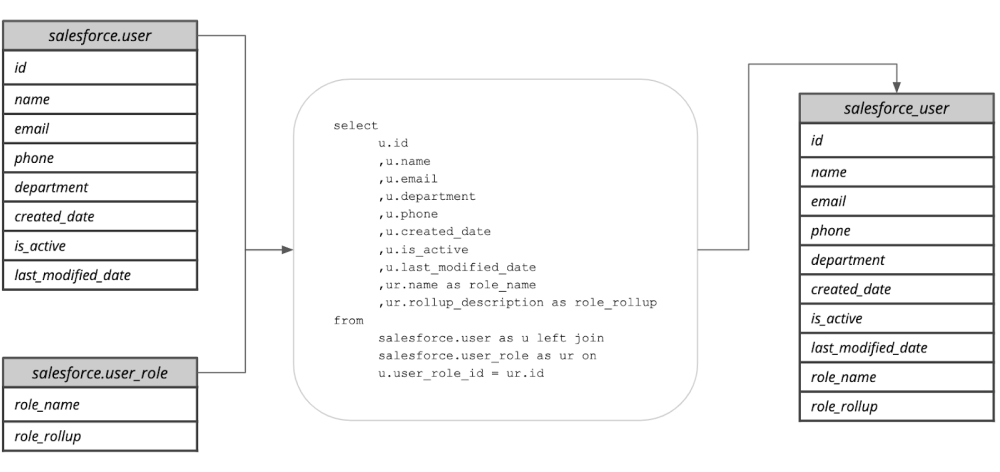 salesforce.user
id
name
email
phone
department
created_date
is_active
last_modified_date
salesforce.user_role
role_name
role_rollup
select
u.id
,u.name
,u.email
,u.department
,u.phone
,u.created_date
,u.is_active
,u.last_modified_date
,ur.name as role_name
,ur.rollup_description as role_rollup
from
salesforce.user as u left join
salesforce.user_role as ur on
u.user_role_id = ur.id
salesforce_user
id
name
email
phone
department
created_date
is_active
last_modified_date
role_name
role_rollup